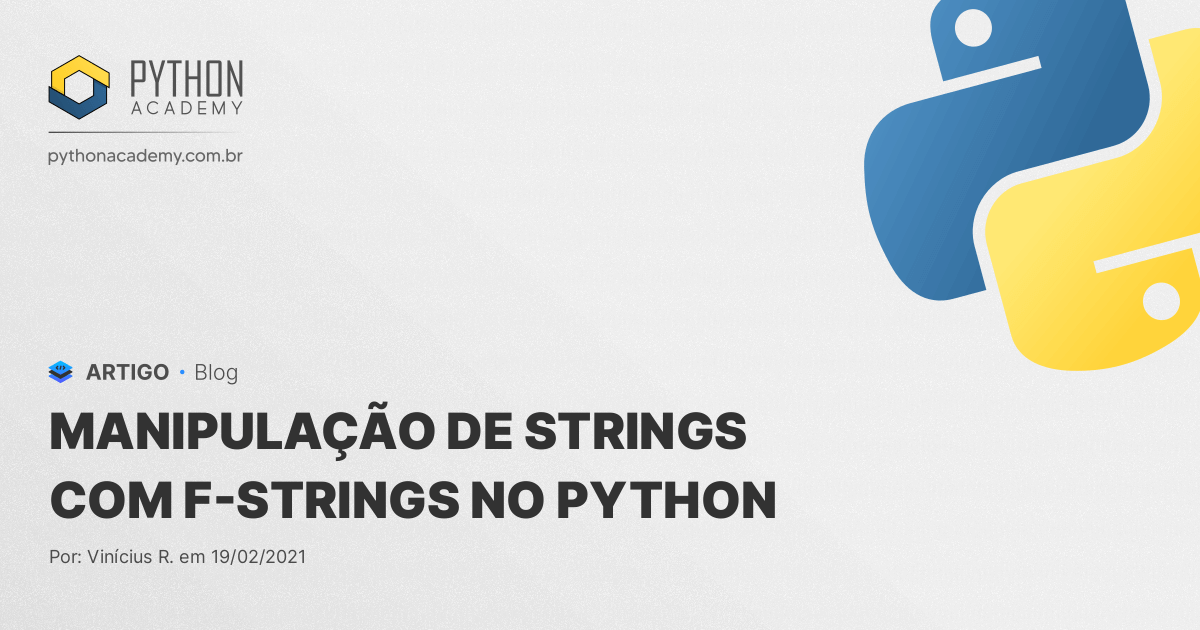 PYTHON
ACADEMY
pythonacademy.com.br
ARTIGO • Blog
MANIPULAÇÃO DE STRINGS
COM F-STRINGS NO PYTHON
Por: Vinícius R. em 19/02/2021